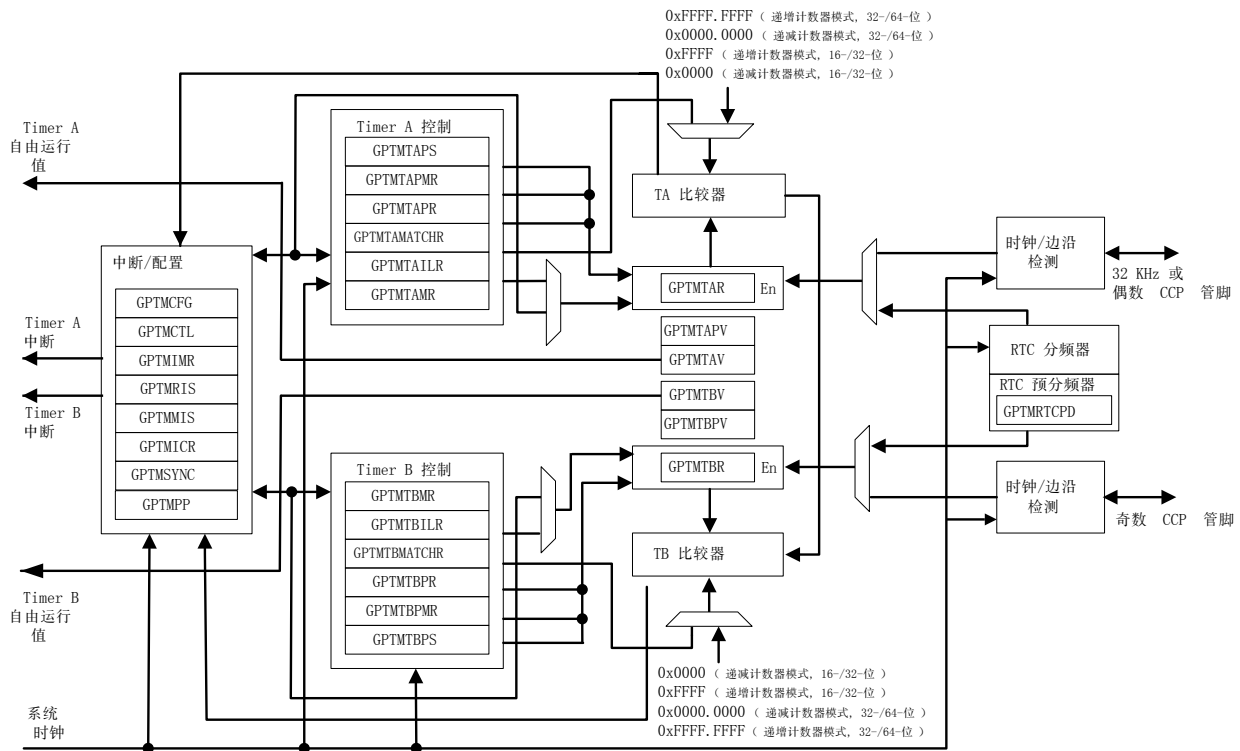 0xFFFF.FFFF（ 递增计数器模式, 32-/64-位 ）
0x0000.0000（ 递减计数器模式, 32-/64-位 ）
0xFFFF（ 递增计数器模式, 16-/32-位 ）
0x0000（ 递减计数器模式, 16-/32-位 ）
Timer A
自由运行
值
Timer A 控制
GPTMTAPS
GPTMTAPMR
GPTMTAPR
GPTMTAMATCHR
GPTMTAILR
GPTMTAMR
TA 比较器
中断/配置
GPTMCFG
GPTMCTL
GPTMIMR
GPTMRIS
GPTMMIS
GPTMICR
GPTMSYNC
GPTMPP
Timer A
中断
Timer B
中断
GPTMTAR
En
GPTMTAPV
GPTMTAV
GPTMTBV
GPTMTBPV
GPTMTBR
En
时钟/边沿
检测
32 KHz 或
偶数 CCP 管脚
RTC 分频器
RTC 预分频器
GPTMRTCPD
时钟/边沿
检测
奇数 CCP 管脚
Timer B 控制
GPTMTBMR
GPTMTBILR
GPTMTBMATCHR
GPTMTBPR
GPTMTBPMR
GPTMTBPS
TB 比较器
Timer B
自由运行
值
0x0000（ 递减计数器模式, 16-/32-位 ）
0xFFFF（ 递增计数器模式, 16-/32-位 ）
0x0000.0000（ 递减计数器模式, 32-/64-位 ）
0xFFFF.FFFF（ 递增计数器模式, 32-/64-位 ）
系统
时钟